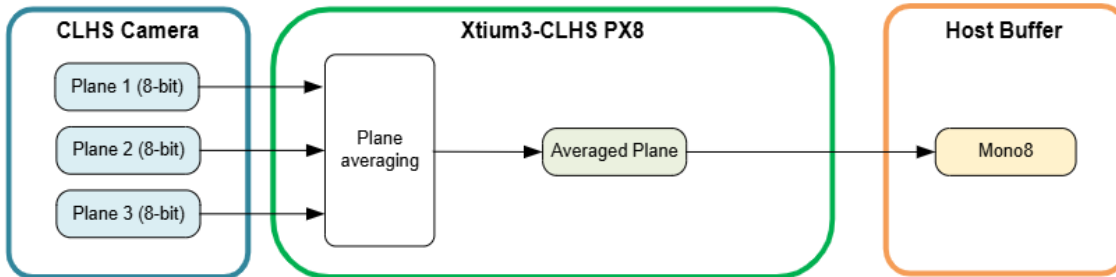 CLHS Camera
Xtium3-CLHS PX8
Host Buffer
Plane 1 (8-bit)
Plane 2 (8-bit)
Plane 3 (8-bit)
Plane
averaging
Averaged Plane
Mono8